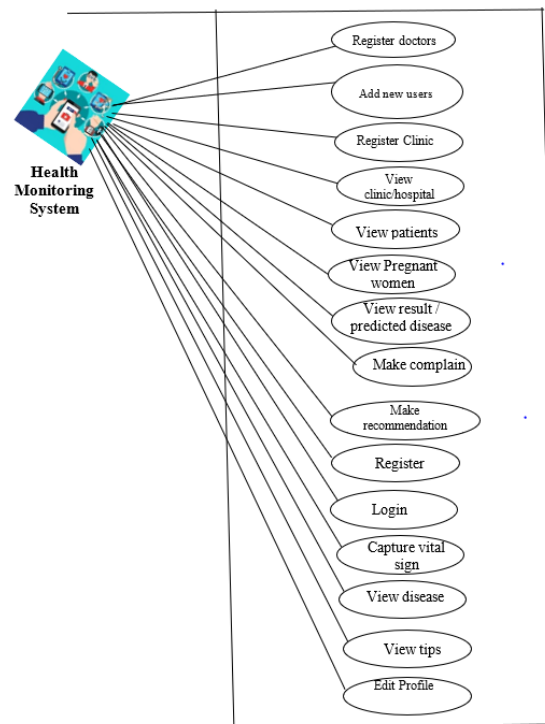 Register doctors
Add new users
Register Clinic
View
clinic/hospital
View patients
View Pregnant
women
View result /
predicted disease
Make complain
Make
recommendation
Register
Login
Capture vital
sign
View disease
View tips
Edit Profile
Health
Monitoring
System